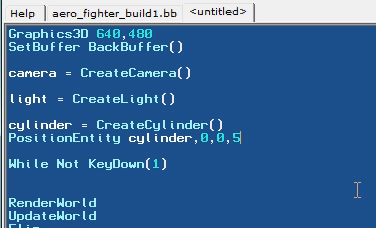 Help aero_fighter_build1.bb <untitled>
Graphics3D 640,480
SetBuffer BackBuffer()
camera = CreateCamera()
light = CreateLight()
cylinder = CreateCylinder()
PositionEntity cylinder,0,0,5
While Not KeyDown(1)
RenderWorld
UpdateWorld